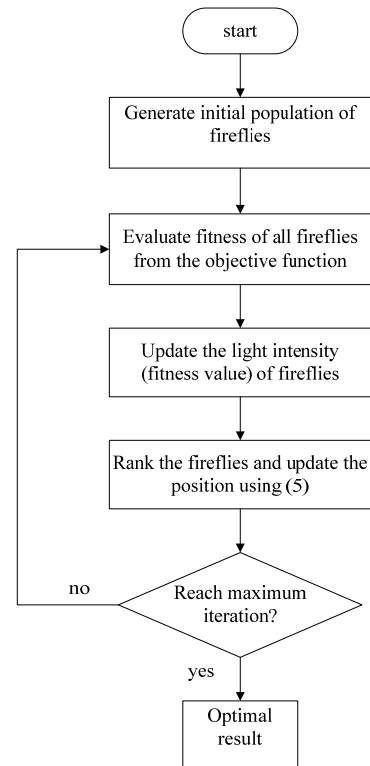 start
Generate initial population of
fireflies
Evaluate fitness of all fireflies
from the objective function
Update the light intensity
(fitness value) of fireflies
Rank the fireflies and update the
position using (5)
Reach maximum
iteration?
no
yes
Optimal
result